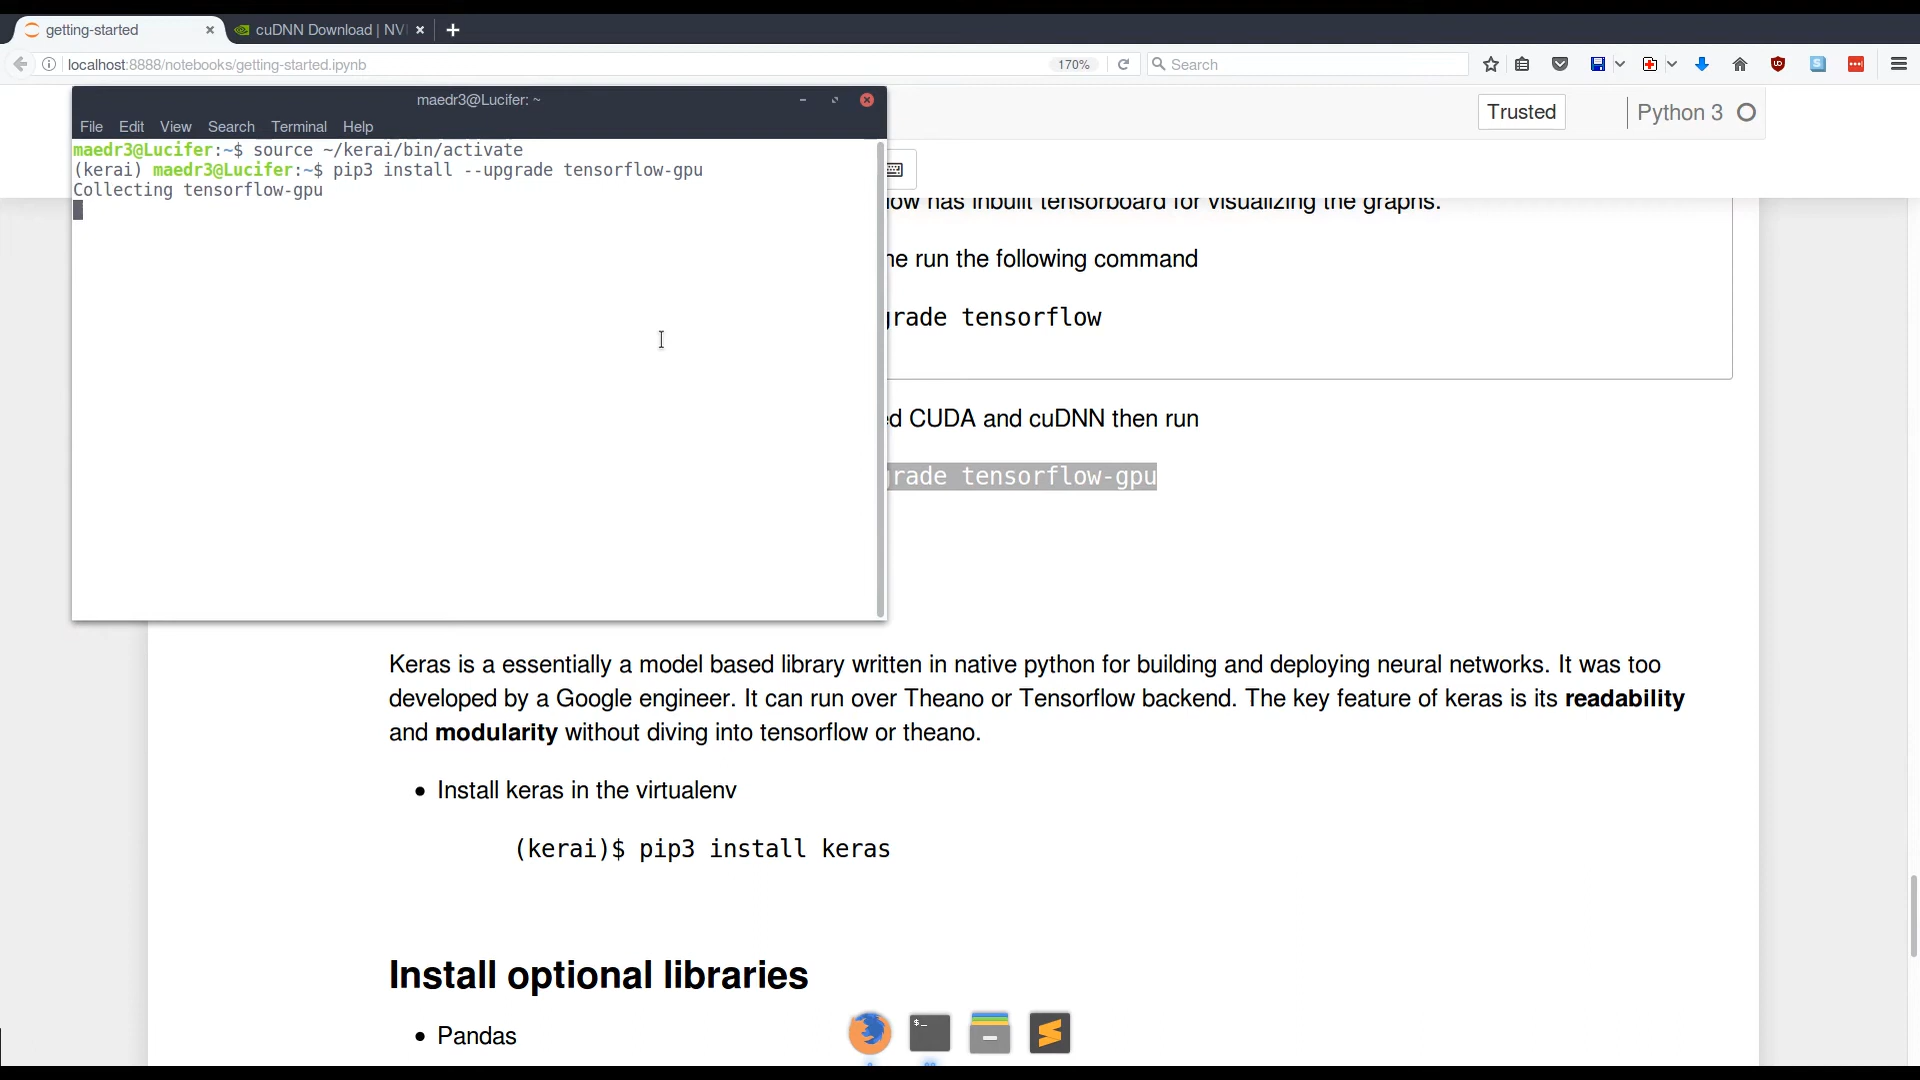 getting-started
cuDNN Download | NV
localhost:8888/notebooks/getting-started.ipynb
170%
Search
maedr3@Lucifer: ~
File Edit View Search Terminal Help
maedr3@Lucifer:~$ source ~/kerai/bin/activate
(kerai) maedr3@Lucifer:~$ pip3 install --upgrade tensorflow-gpu
Collecting tensorflow-gpu
Trusted
Python 3
has inbuilt tensorboard for visualizing the graphs.
run the following command
grade tensorflow
CUDA and cuDNN then run
grade tensorflow-gpu
Keras is a essentially a model based library written in native python for building and deploying neural networks. It was too
developed by a Google engineer. It can run over Theano or Tensorflow backend. The key feature of keras is its readability
and modularity without diving into tensorflow or theano.
• Install keras in the virtualenv
(kerai)$ pip3 install keras
Install optional libraries
• Pandas